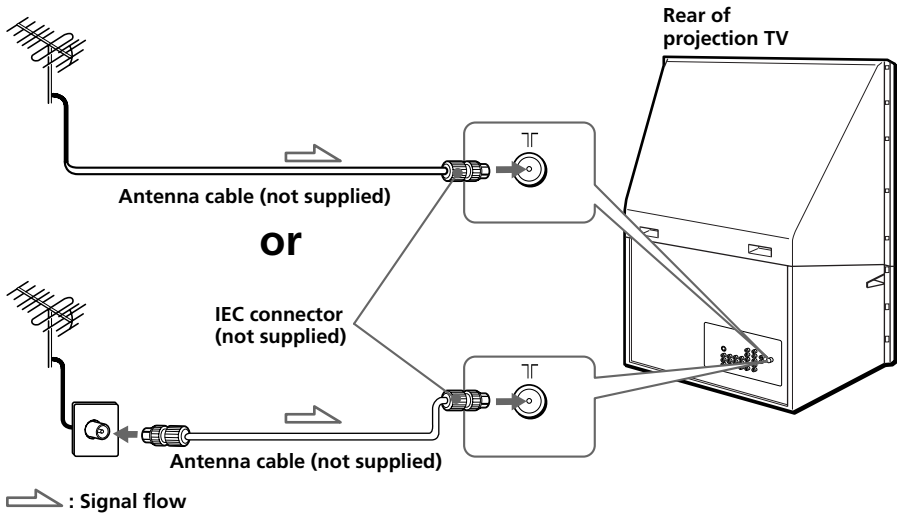 Rear of
projection TV
Antenna cable (not supplied)
or
IEC connector
(not supplied)
Antenna cable (not supplied)
: Signal flow